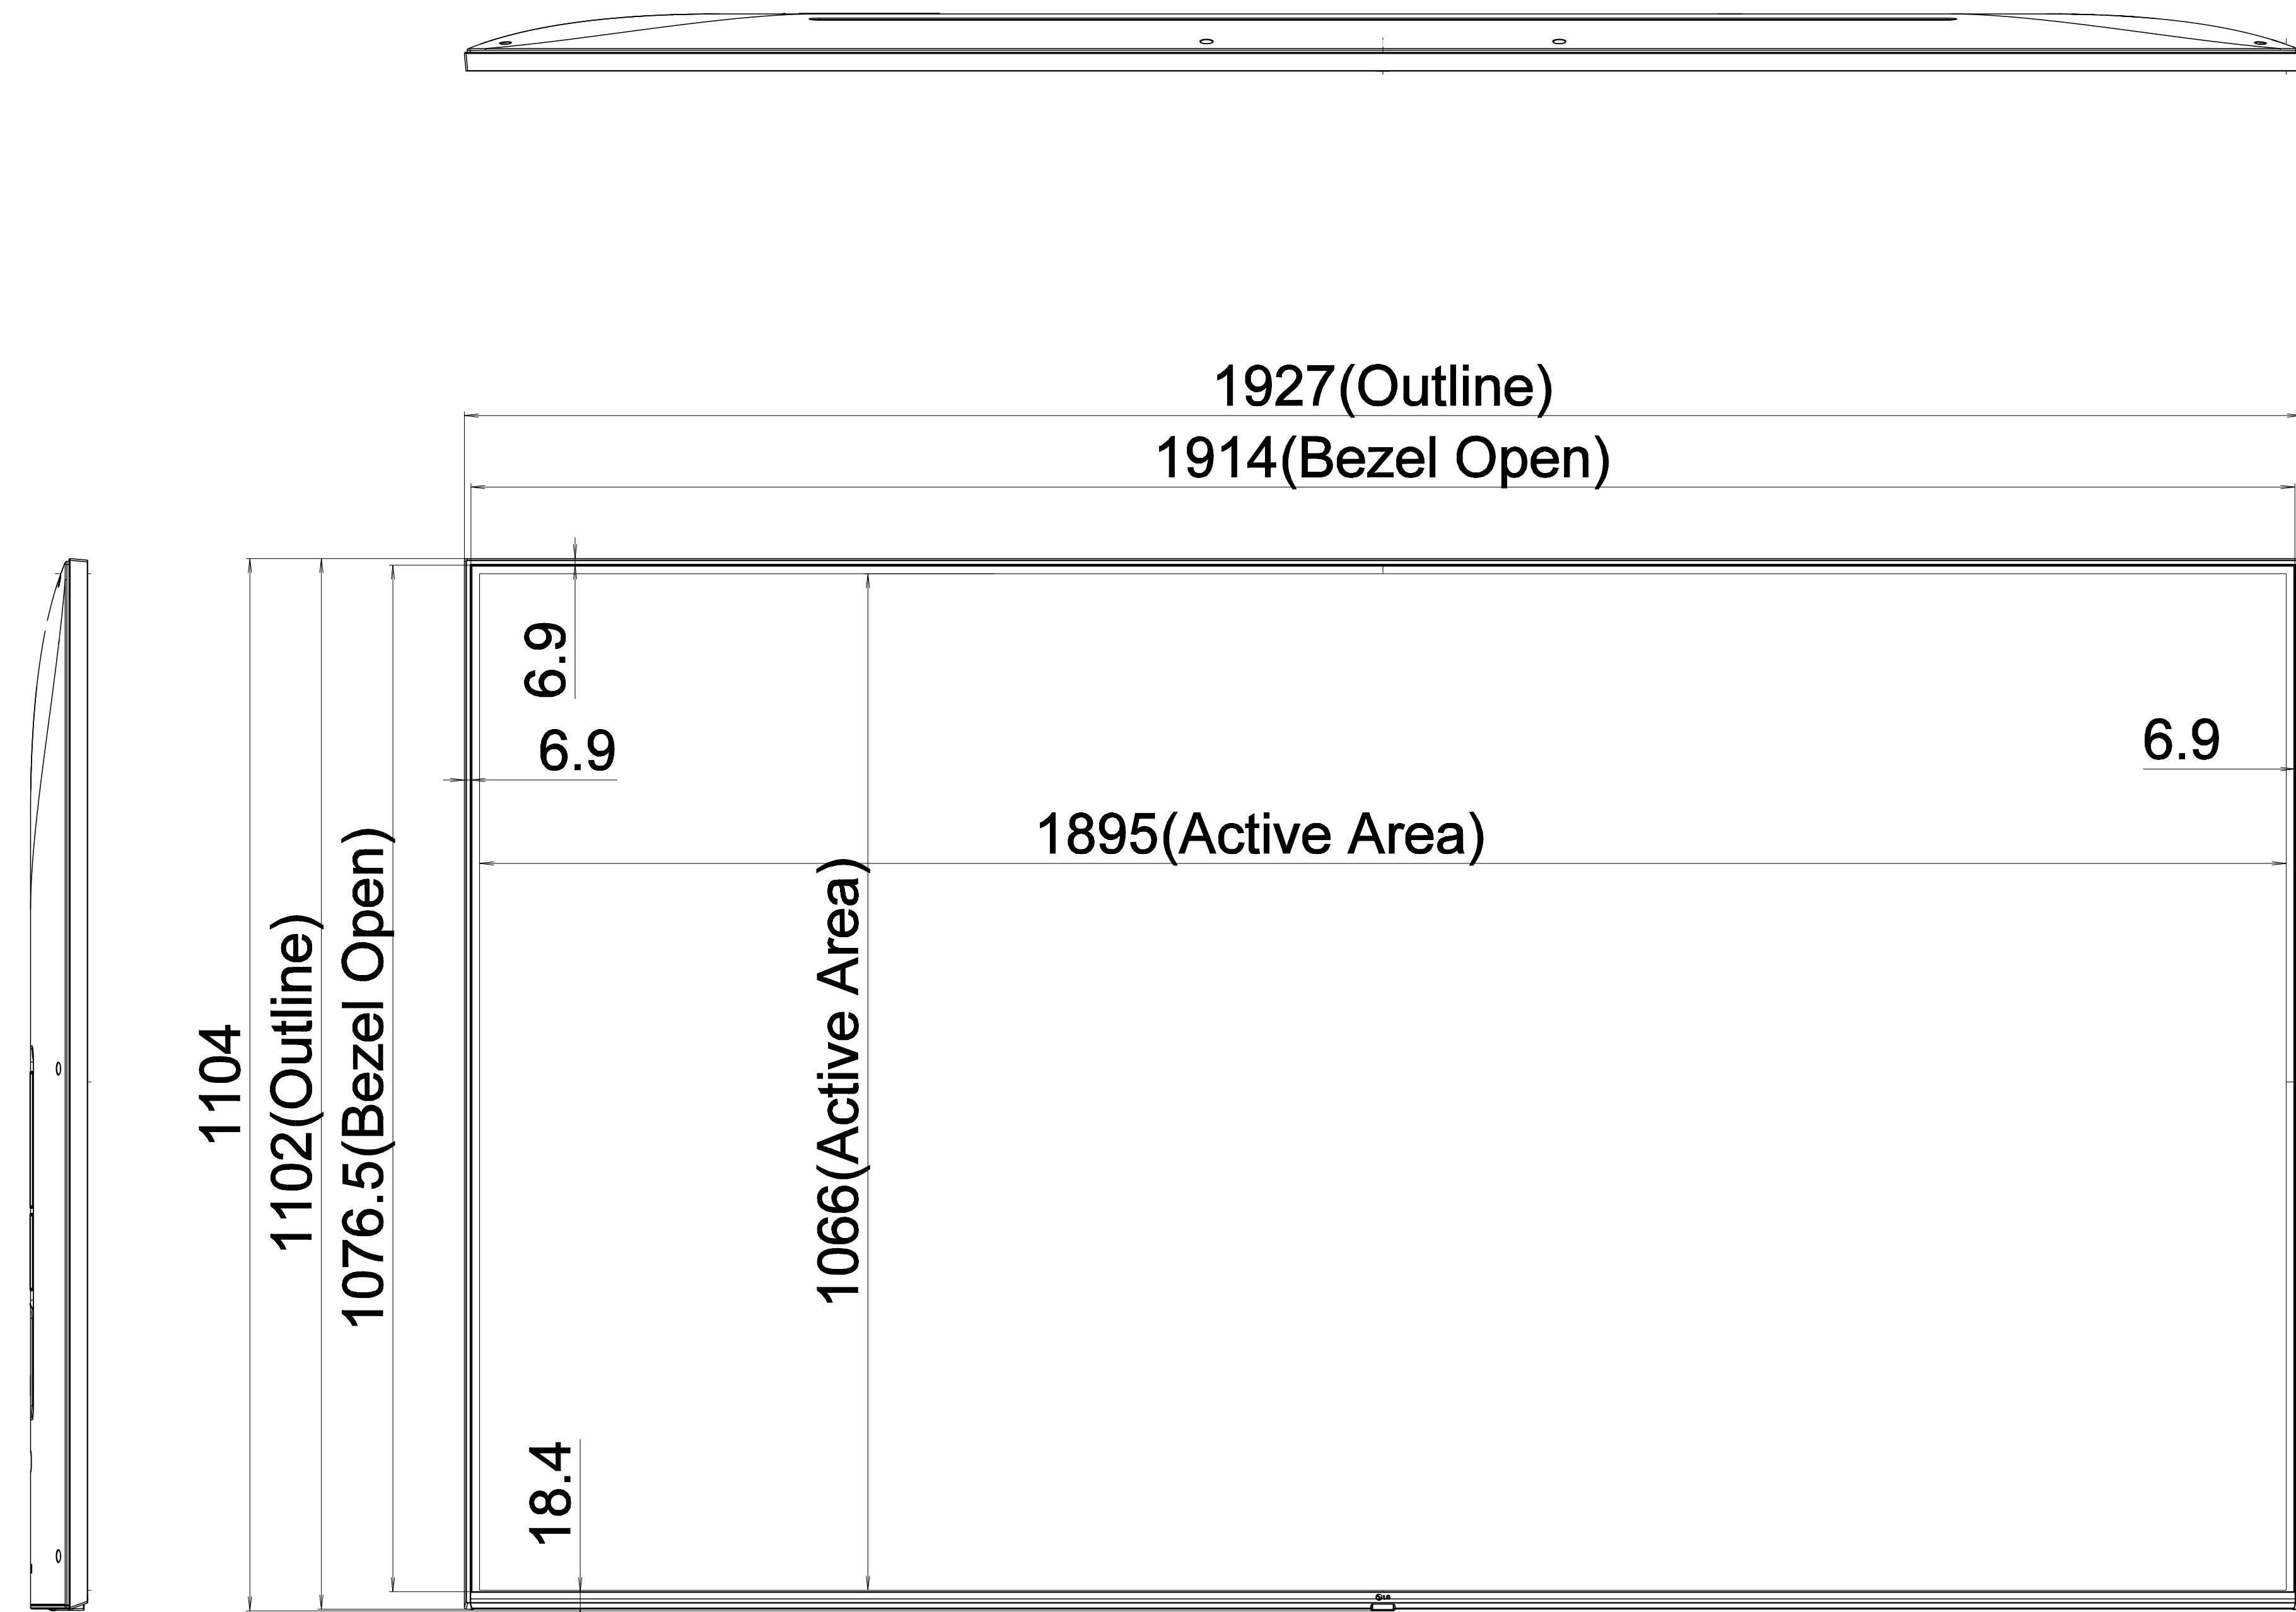 1927(Outline)
1914(Bezel Open)
6.9
6.9
6.9
1895(Active Area)
1066(Active Area)
1104
1102(Outline)
1076.5(Bezel Open)
18.4
LG